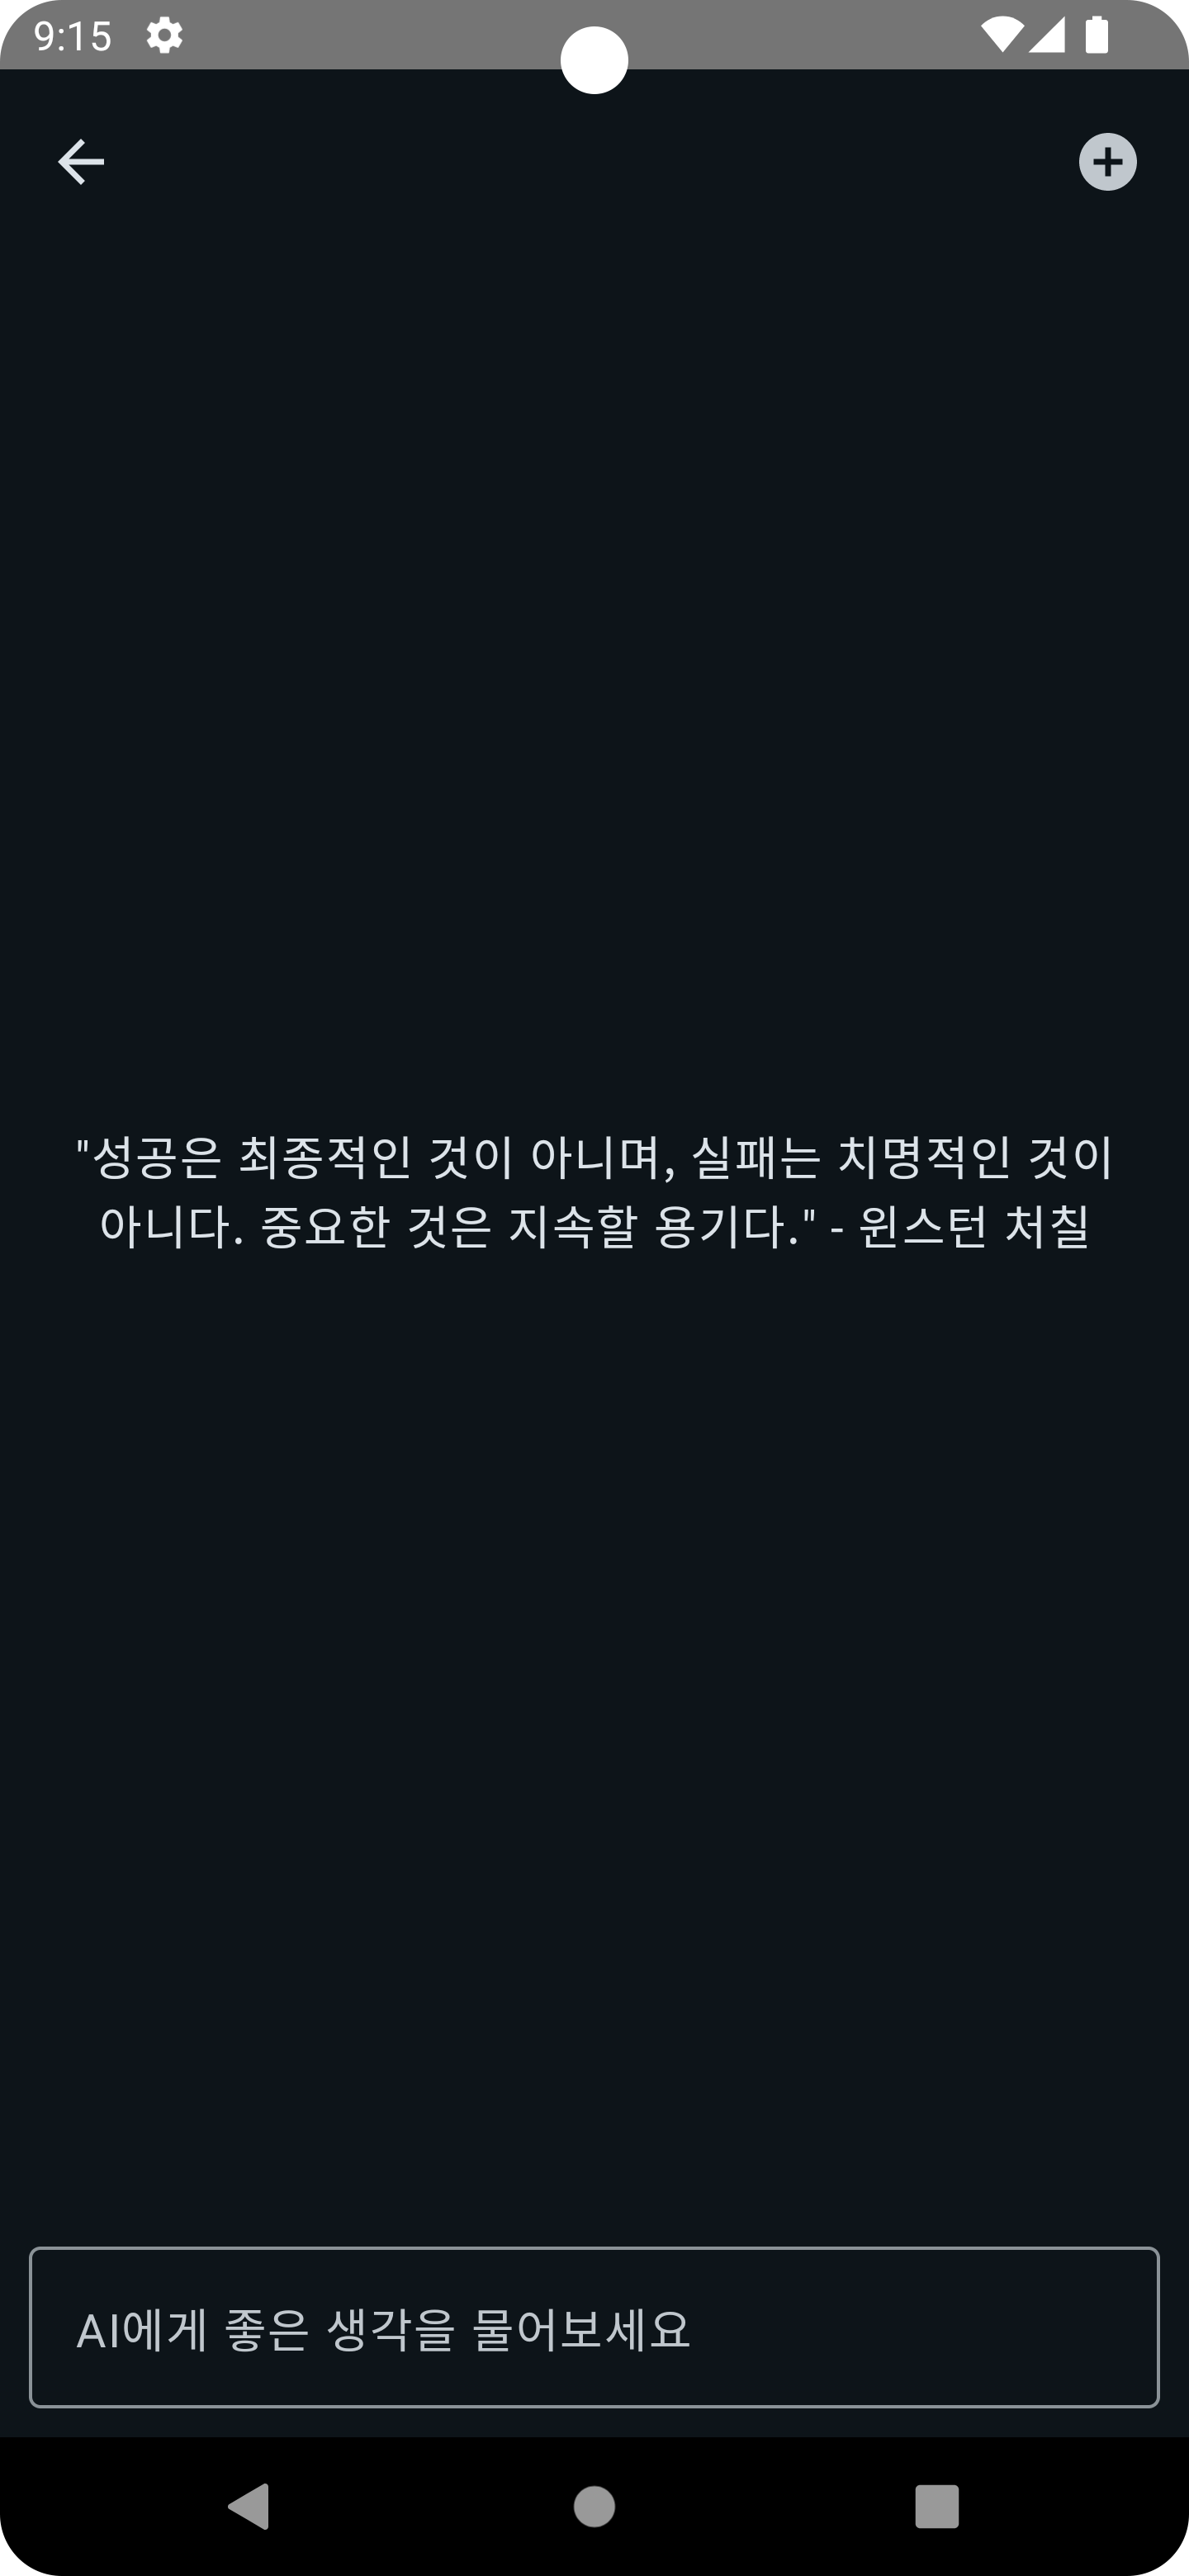 9:15
"성공은 최종적인 것이 아니며, 실패는 치명적인 것이
아니다. 중요한 것은 지속할 용기다." - 윈스턴 처칠
AI에게 좋은 생각을 물어보세요